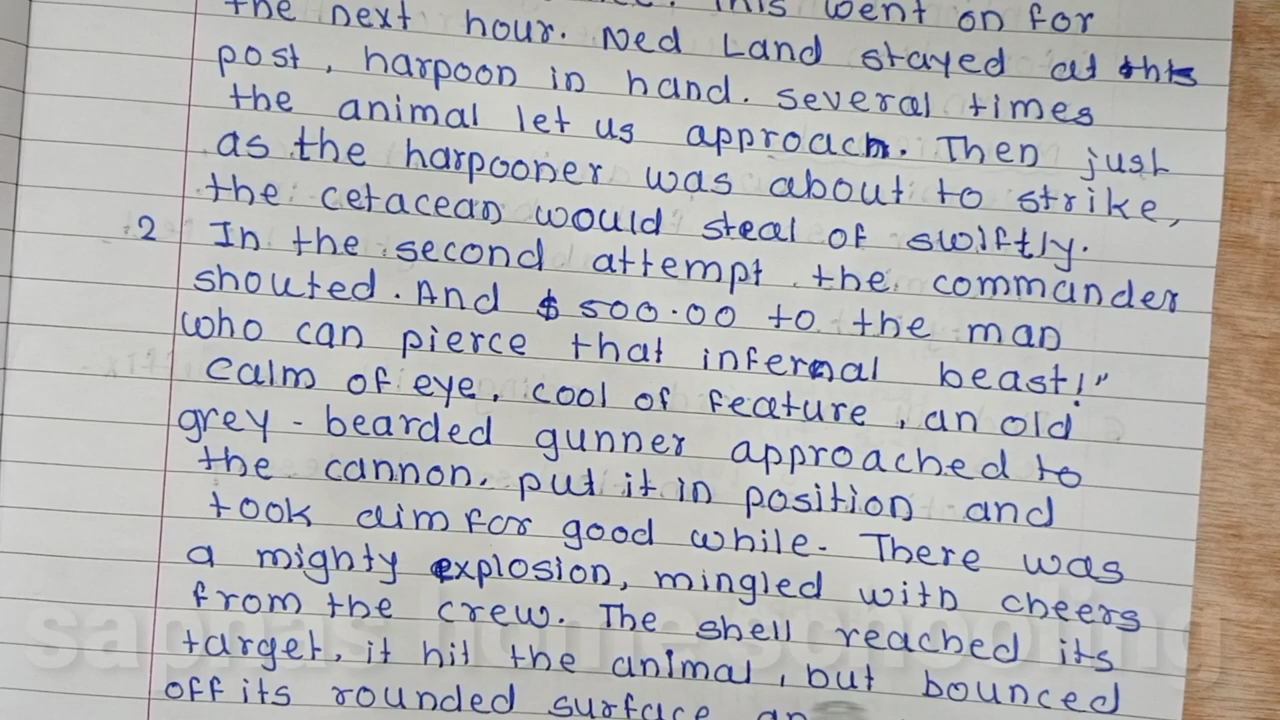 This went on for
the next hour. Ned Land stayed at this
post, harpoon in hand. several times
the animal let us approach. Then just
as the harpooner was about to strike,
the cetacean would steal of swiftly.
2 In the second attempt the commander
shouted. And $ 500.00 to the man
who can pierce that infernal beast!"
calm of eye, cool of feature, an old
grey-bearded gunner approached to
the cannon, put it in position and
took aim for good while. There was
a mighty explosion, mingled with cheers
from the crew. The shell reached its
target, it hit the animal, but bounced
off its rounded surface an